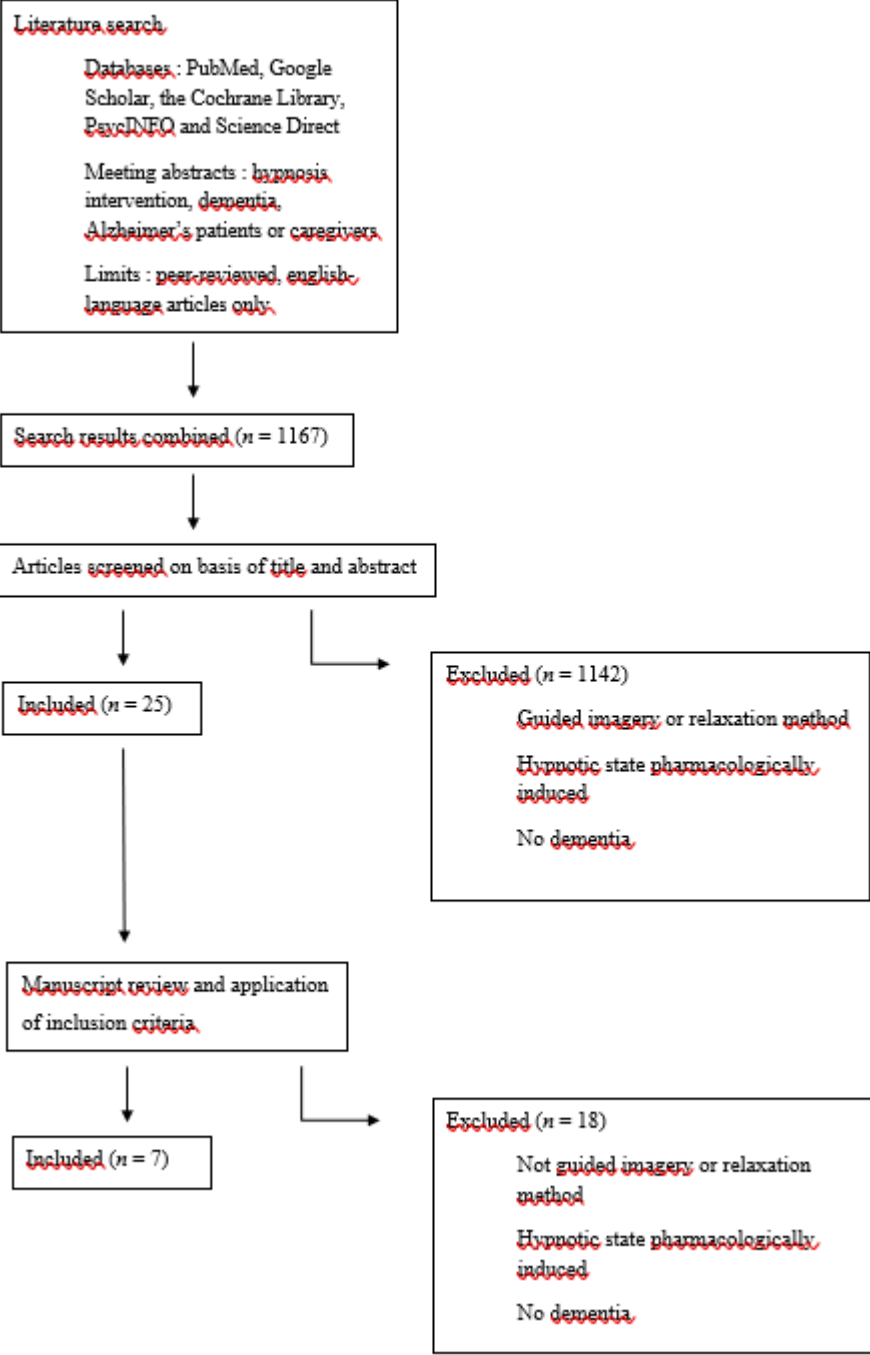 Literature search
Databases : PubMed, Google
Scholar, the Cochrane Library,
PsycINFO and Science Direct
Meeting abstracts : hypnosis
intervention, dementia,
Alzheimer's patients or caregivers
Limits : peer-reviewed, english-
language articles only
Search results combined (n = 1167)
Articles screened on basis of title and abstract
Included (n = 25)
Excluded (n = 1142)
Guided imagery or relaxation method
Hypnotic state pharmacologically
induced
No dementia
Manuscript review and application
of inclusion criteria
Included (n = 7)
Excluded (n = 18)
Not guided imagery or relaxation
method
Hypnotic state pharmacologically
induced
No dementia